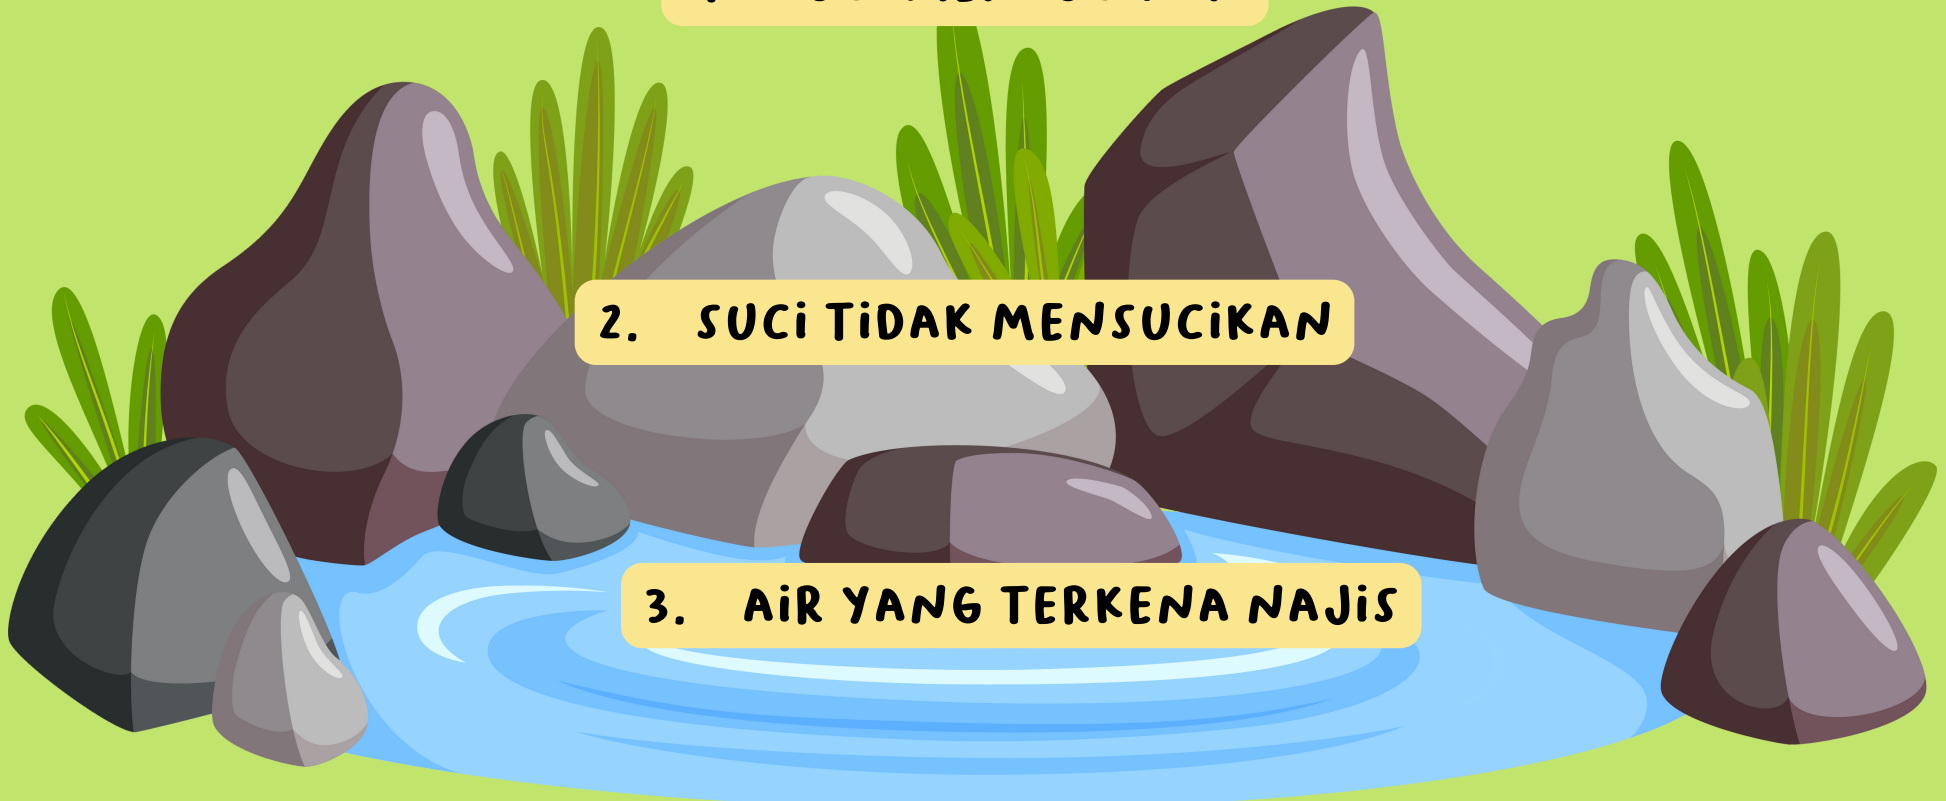 2. SUCi TiDAK MENSUCiKAN
3. AiR YANG TERKENA NAJiS